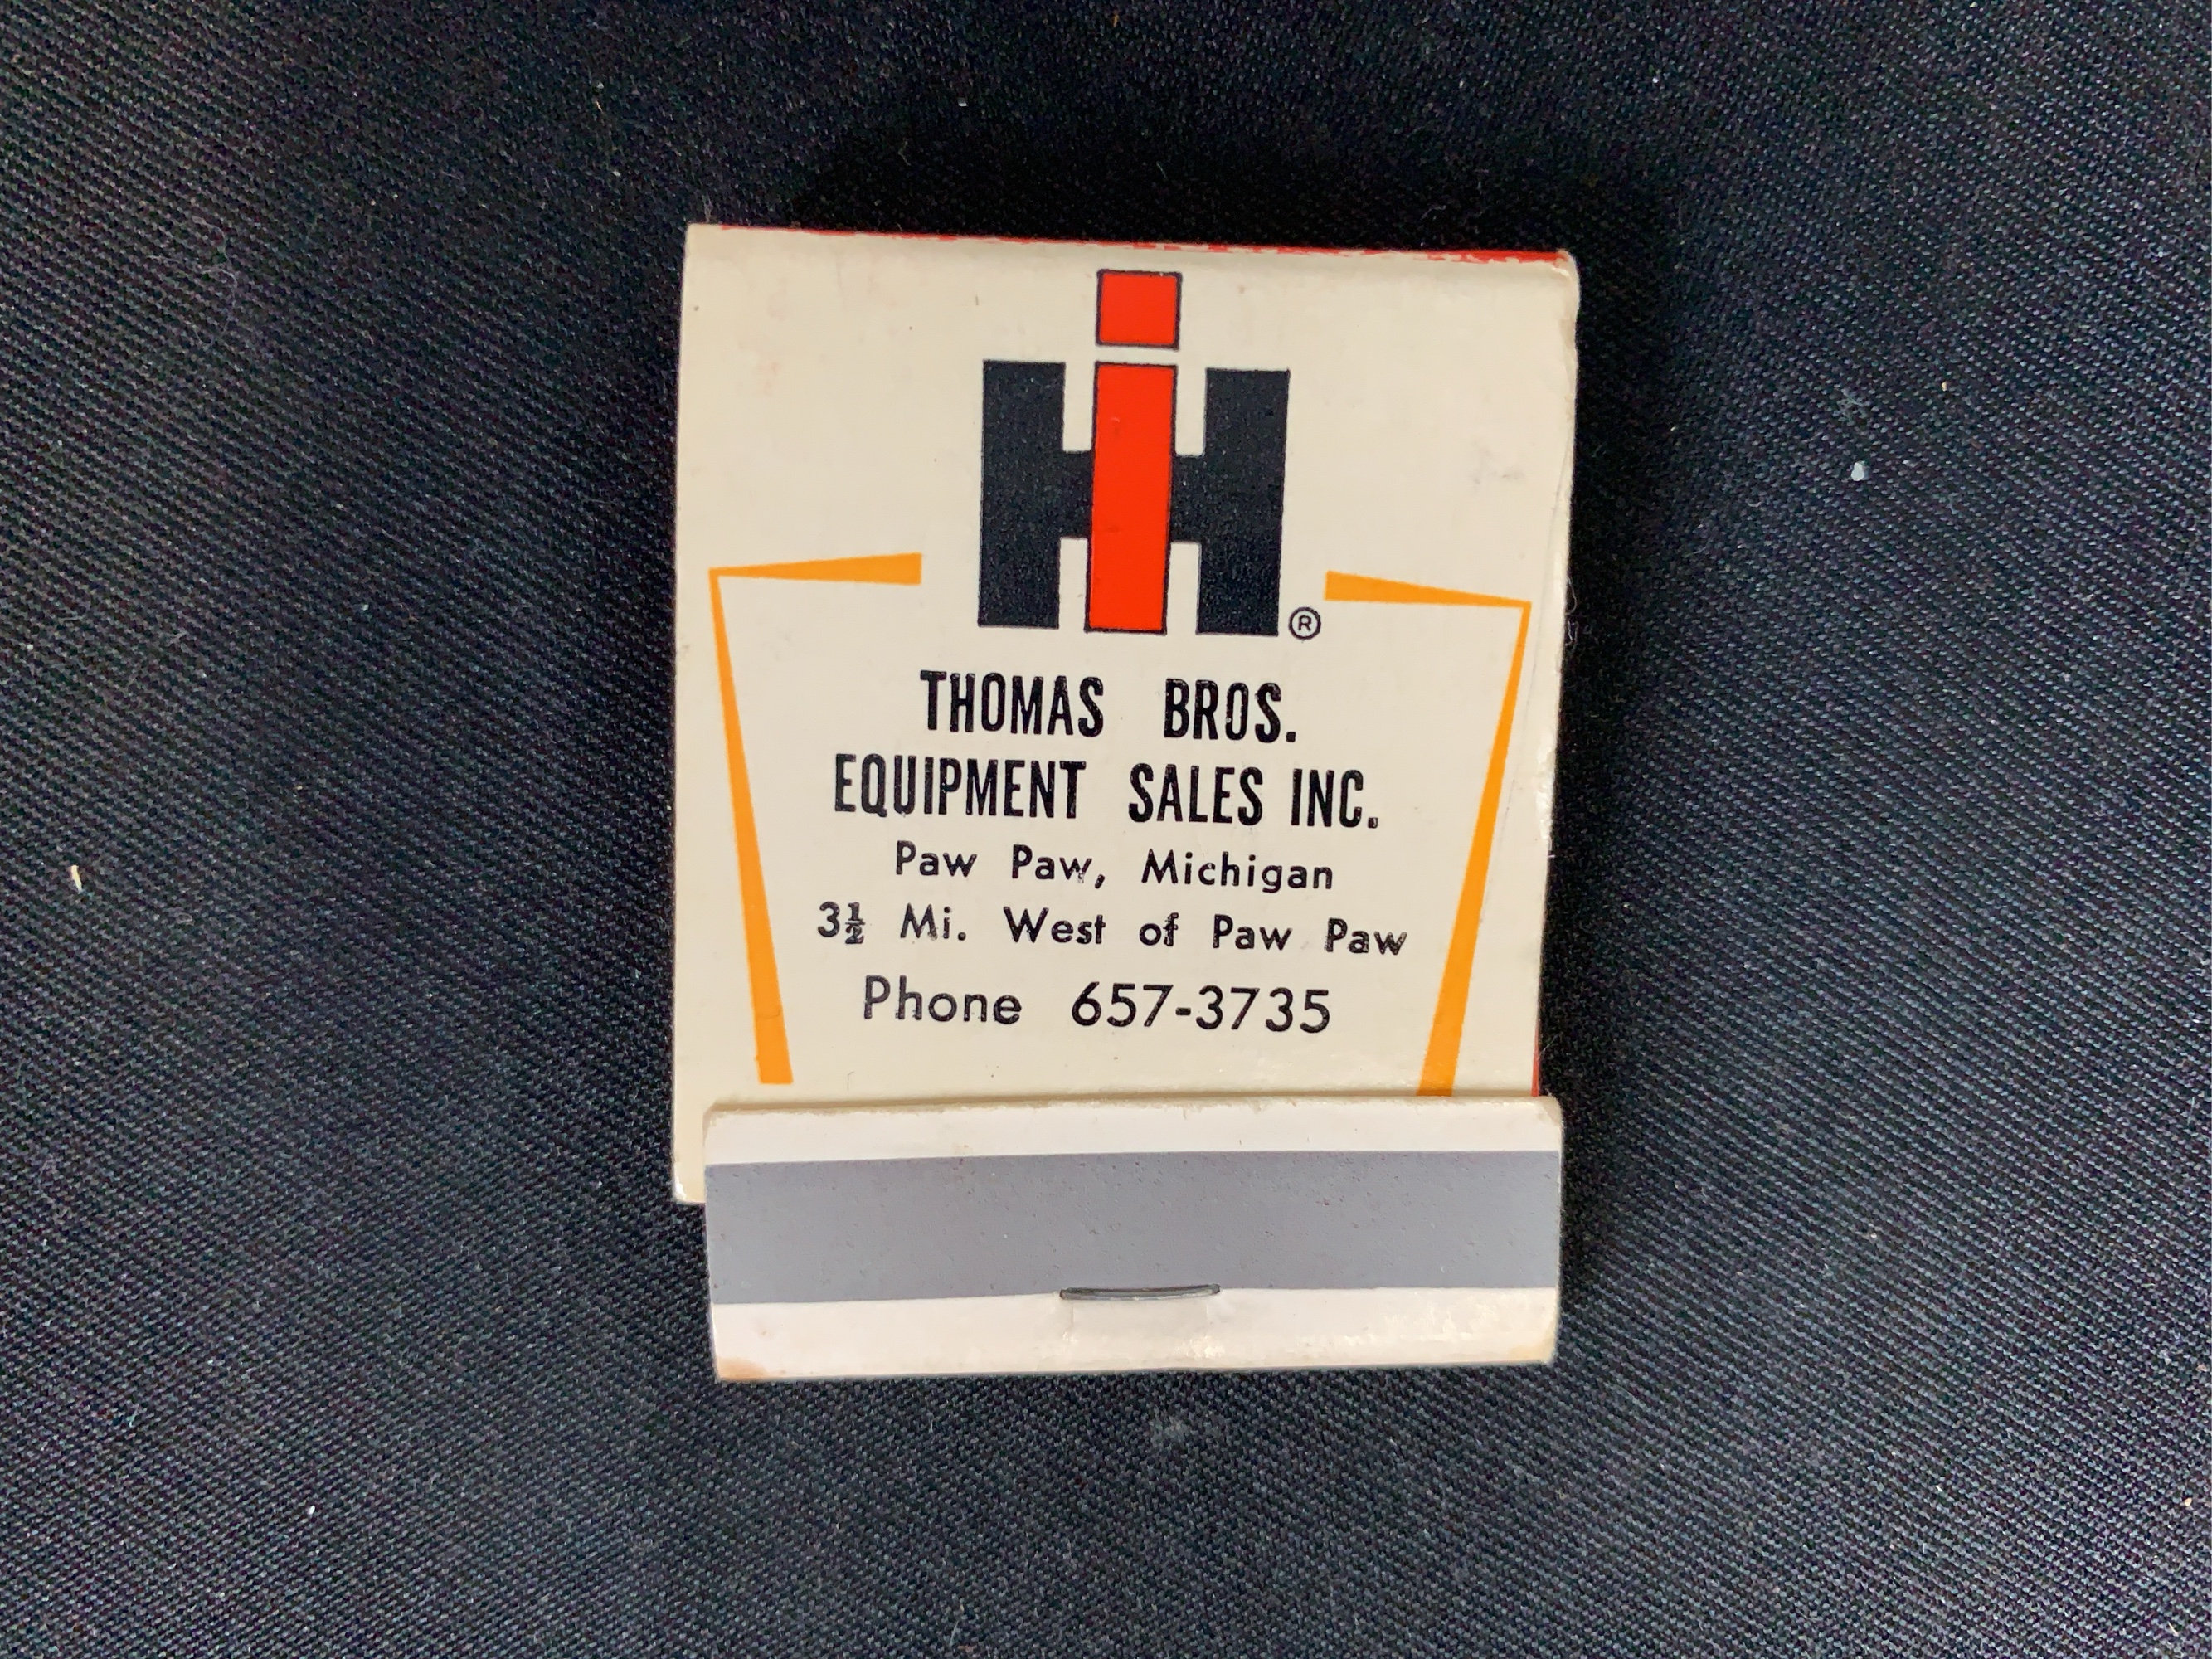 IH®
THOMAS BROS.
EQUIPMENT SALES INC.
Paw Paw, Michigan
3½ Mi. West of Paw Paw
Phone 657-3735